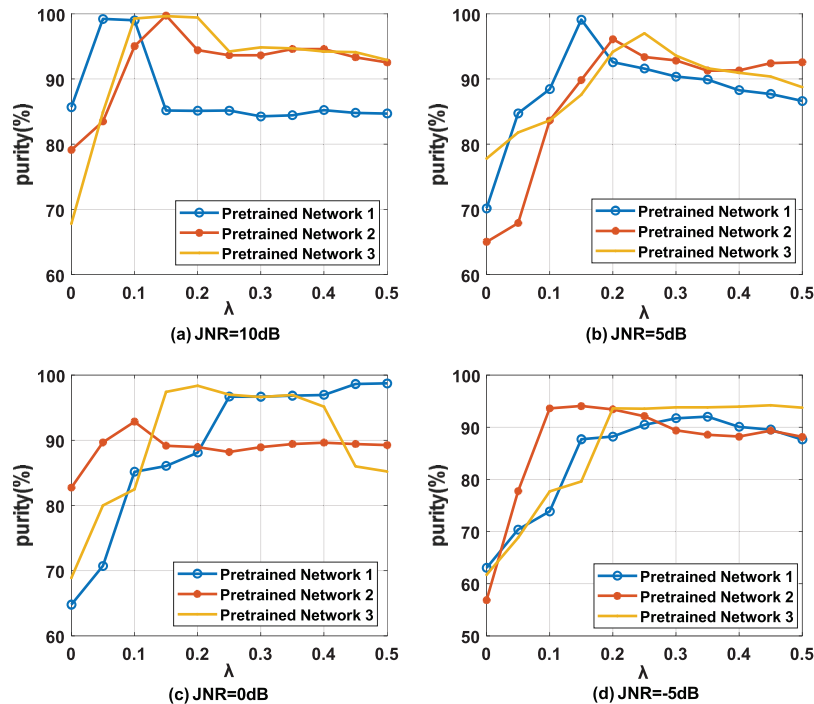 100
90
80
70
60
purity(%)
Pretrained Network 1
Pretrained Network 2
Pretrained Network 3
0 0.1 0.2 0.3 0.4 0.5
λ
(a) JNR=10dB
100
90
80
70
60
purity(%)
Pretrained Network 1
Pretrained Network 2
Pretrained Network 3
0 0.1 0.2 0.3 0.4 0.5
λ
(b) JNR=5dB
100
90
80
70
60
purity(%)
Pretrained Network 1
Pretrained Network 2
Pretrained Network 3
0 0.1 0.2 0.3 0.4 0.5
λ
(c) JNR=0dB
100
90
80
70
60
50
purity(%)
Pretrained Network 1
Pretrained Network 2
Pretrained Network 3
0 0.1 0.2 0.3 0.4 0.5
λ
(d) JNR=-5dB